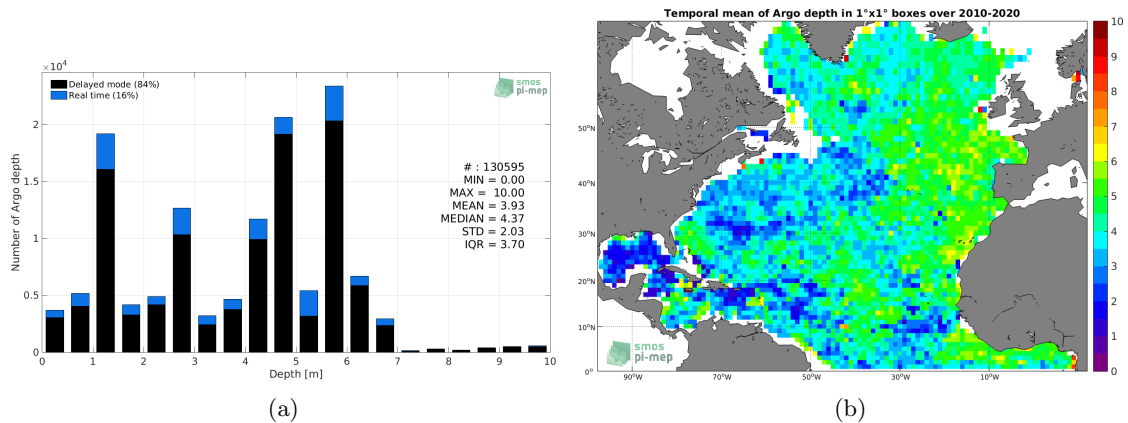 ×10⁴
Delayed mode (84%)
Real time (16%)
smos
pi-mep
Number of Argo depth
2
1.5
1
0.5
0
# : 130595
MIN = 0.00
MAX = 10.00
MEAN = 3.93
MEDIAN = 4.37
STD = 2.03
IQR = 3.70
0 1 2 3 4 5 6 7 8 9 10
Depth [m]
(a)
Temporal mean of Argo depth in 1°x1° boxes over 2010-2020
50°N
40°N
30°N
20°N
10°N
0°
90°W 70°W 50°W 30°W 10°W
smos
pi-mep
10
9
8
7
6
5
4
3
2
1
0
(b)